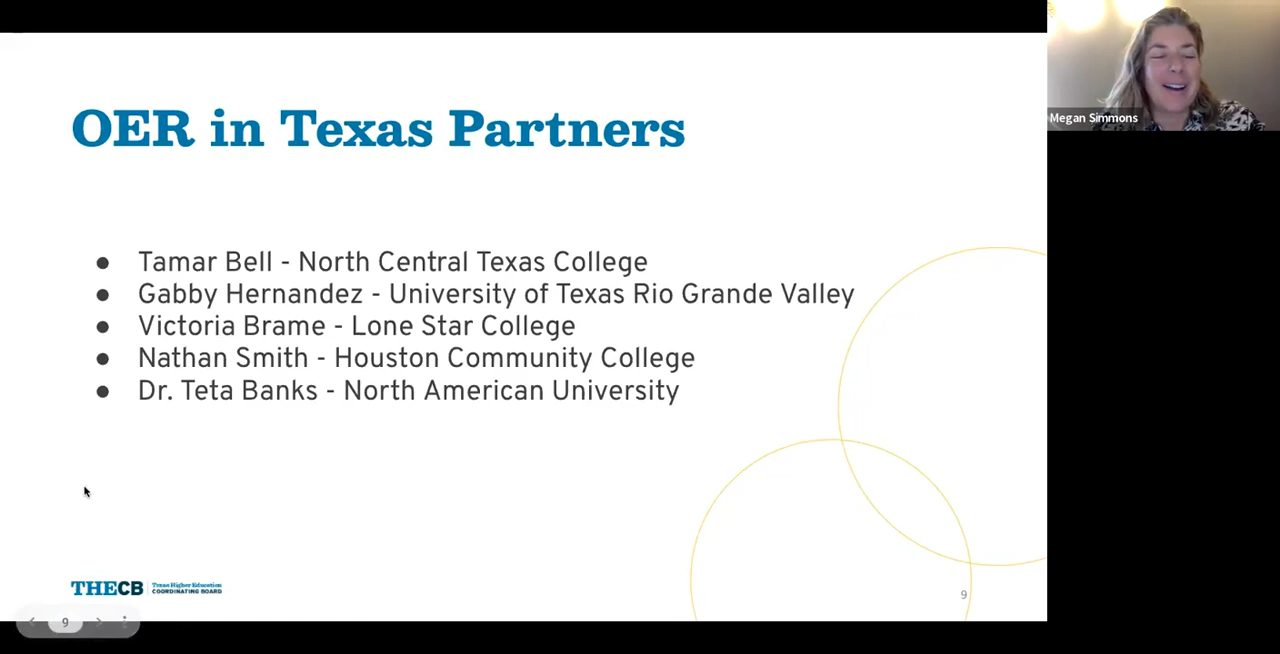 OER in Texas Partners
Megan Simmons
● Tamar Bell - North Central Texas College
● Gabby Hernandez - University of Texas Rio Grande Valley
● Victoria Brame - Lone Star College
● Nathan Smith - Houston Community College
● Dr. Teta Banks - North American University
THECB
Texas Higher Education
COORDINATING BOARD
9
9